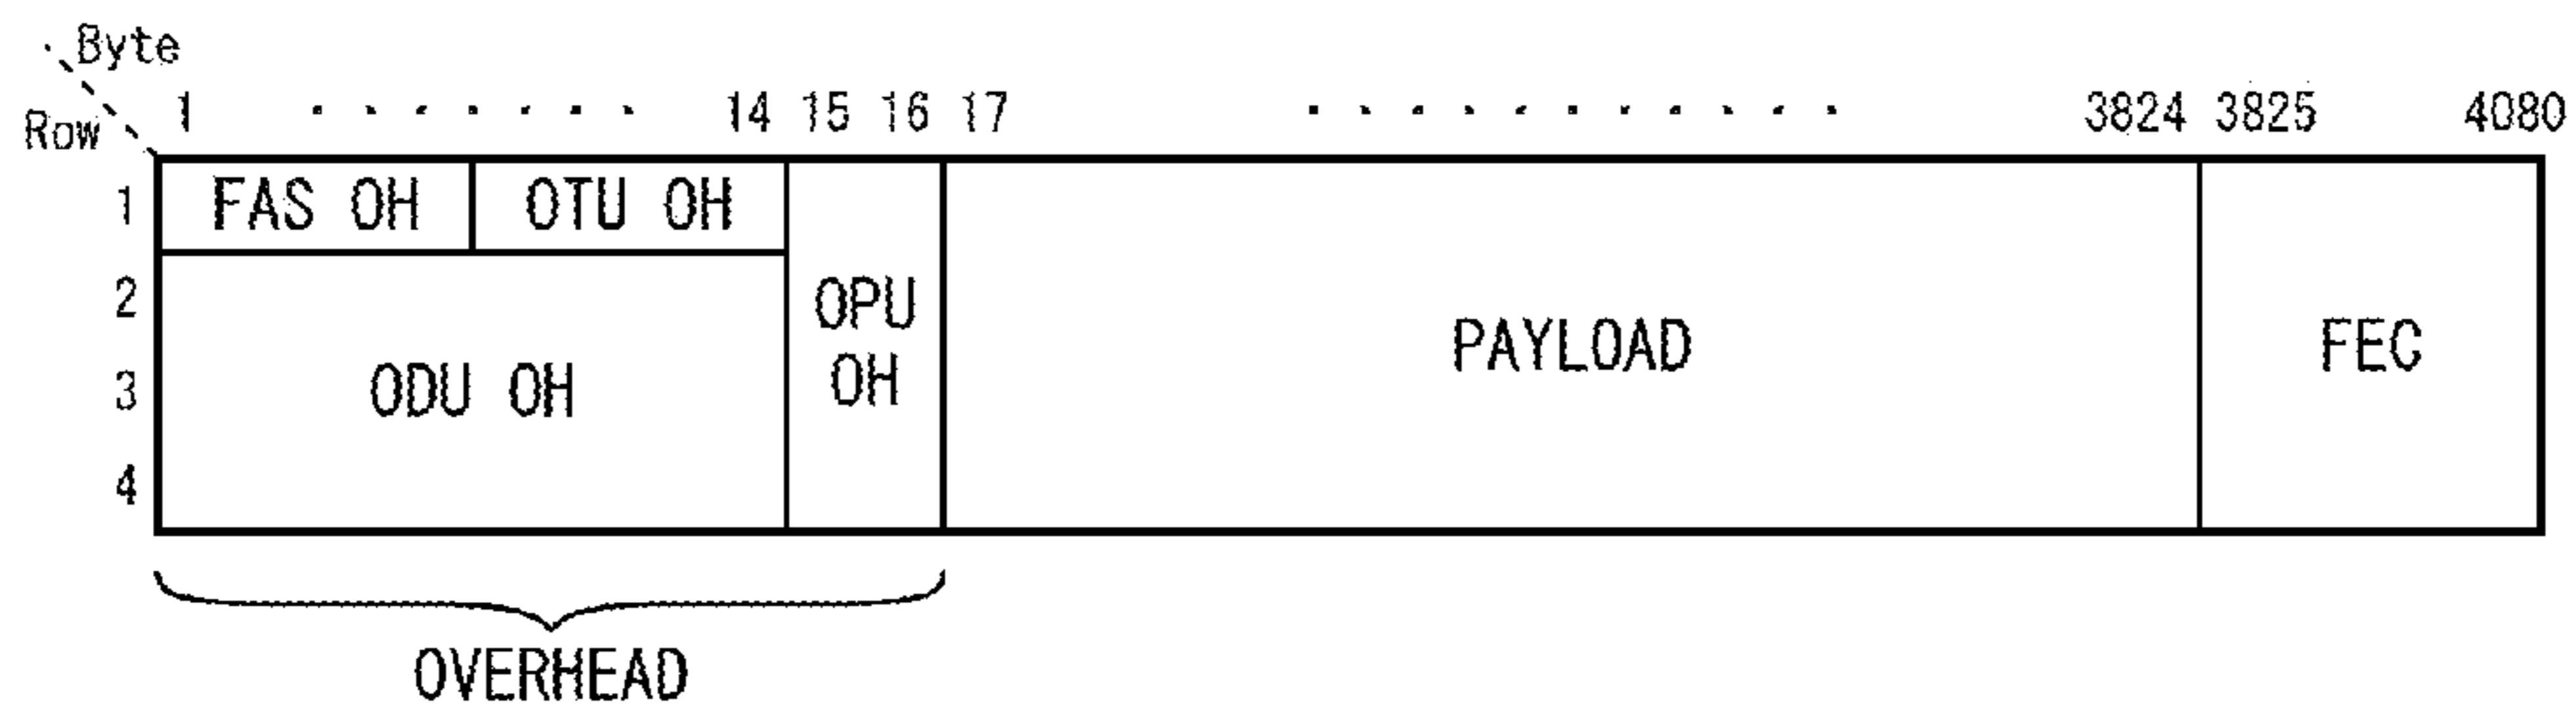 Byte
Row
1 ······· 14 15 16 17 ··········· 3824 3825 4080
1 FAS OH OTU OH
2 OPU
3 ODU OH OH PAYLOAD FEC
4
OVERHEAD